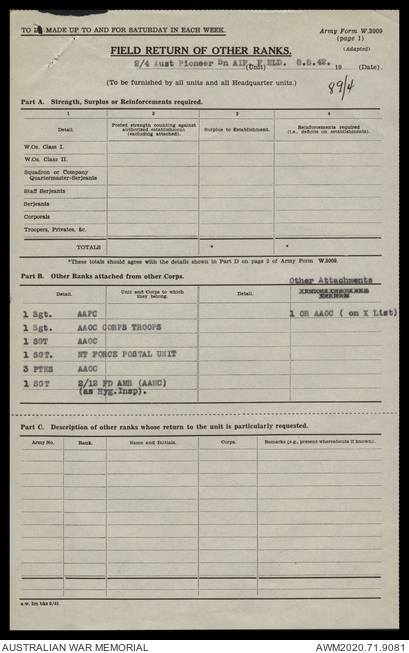 TO BE MADE UP TO AND FOR SATURDAY IN EACH WEEK.
Army Form W.3009
(page 1)
(Adapted)
FIELD RETURN OF OTHER RANKS.
2/4 Aust Pioneer Bn AIF. F ELD. (Unit) 8.8.42. 19 (Date).
(To be furnished by all units and all Headquarter units.)
89/4
Part A. Strength, Surplus or Reinforcements required.
1 2 3 4
Detail. Posted strength counting against authorized establishment (excluding attached). Surplus to Establishment. Reinforcements required (i.e., deficits on establishments).
W.Os. Class I.
W.Os. Class II.
Squadron or Company
Quartermaster-Serjeants
Staff Serjeants
Serjeants
Corporals
Troopers, Privates, &c.
TOTALS * *
*These totals should agree with the details shown in Part D on page 2 of Army Form W.3009.
Part B. Other Ranks attached from other Corps.
Other Attachments
Detail. Unit and Corps to which they belong. Detail.
1 Sgt. AAPC 1 OR AAOC ( on X List)
1 Sgt. AAOC CORPS TROOPS
1 SGT AAOC
1 SGT. NT FORCE POSTAL UNIT
3 PTES AAOC
1 SGT 2/12 FD AMB (AAMC)
(as Hyg.Insp).
Part C. Description of other ranks whose return to the unit is particularly requested.
Army No. Rank. Name and Initials. Corps. Remarks (e.g., present whereabouts if known).
AUSTRALIAN WAR MEMORIAL
AWM2020.71.9081